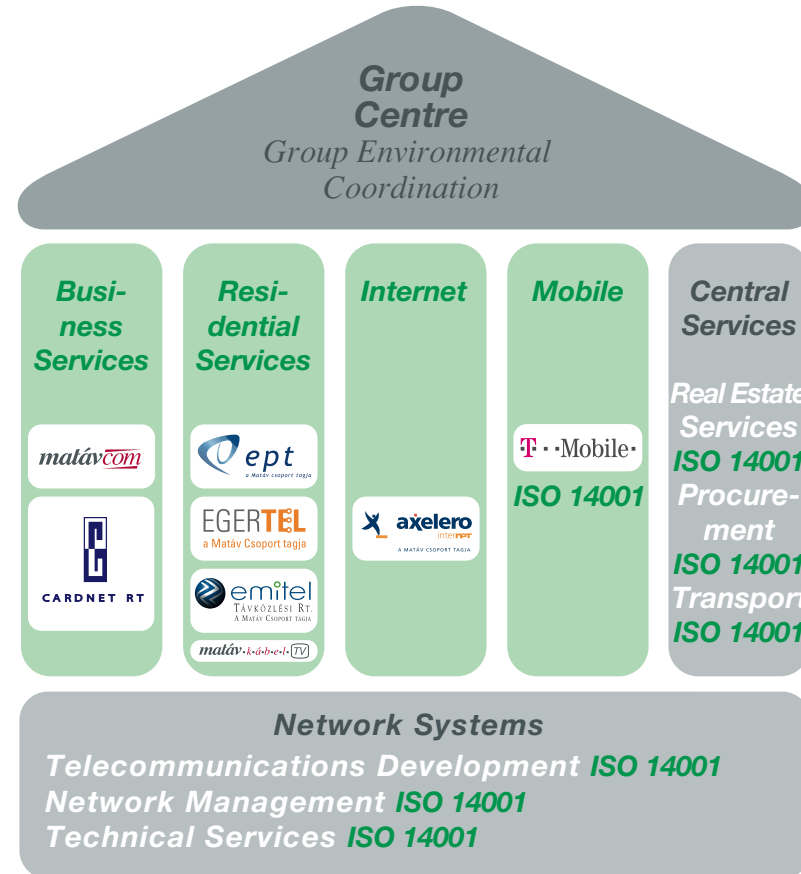 Group
Centre
Group Environmental
Coordination
Busi-
ness
Services
matávcom
CARDNET RT
Resi-
dential
Services
ept
a Matáv csoport tagja
EGERTEL
a Matáv Csoport tagja
emitel
TÁVKÖZLÉSI RT.
A MATÁV CSOPORT TAGJA
matáv·k·á·b·e·l·TV
Internet
axelero
internet
A MATÁV CSOPORT TAGJA
Mobile
T··Mobile·
ISO 14001
Central
Services
Real Estate
Services
ISO 14001
Procure-
ment
ISO 14001
Transport
ISO 14001
Network Systems
Telecommunications Development ISO 14001
Network Management ISO 14001
Technical Services ISO 14001